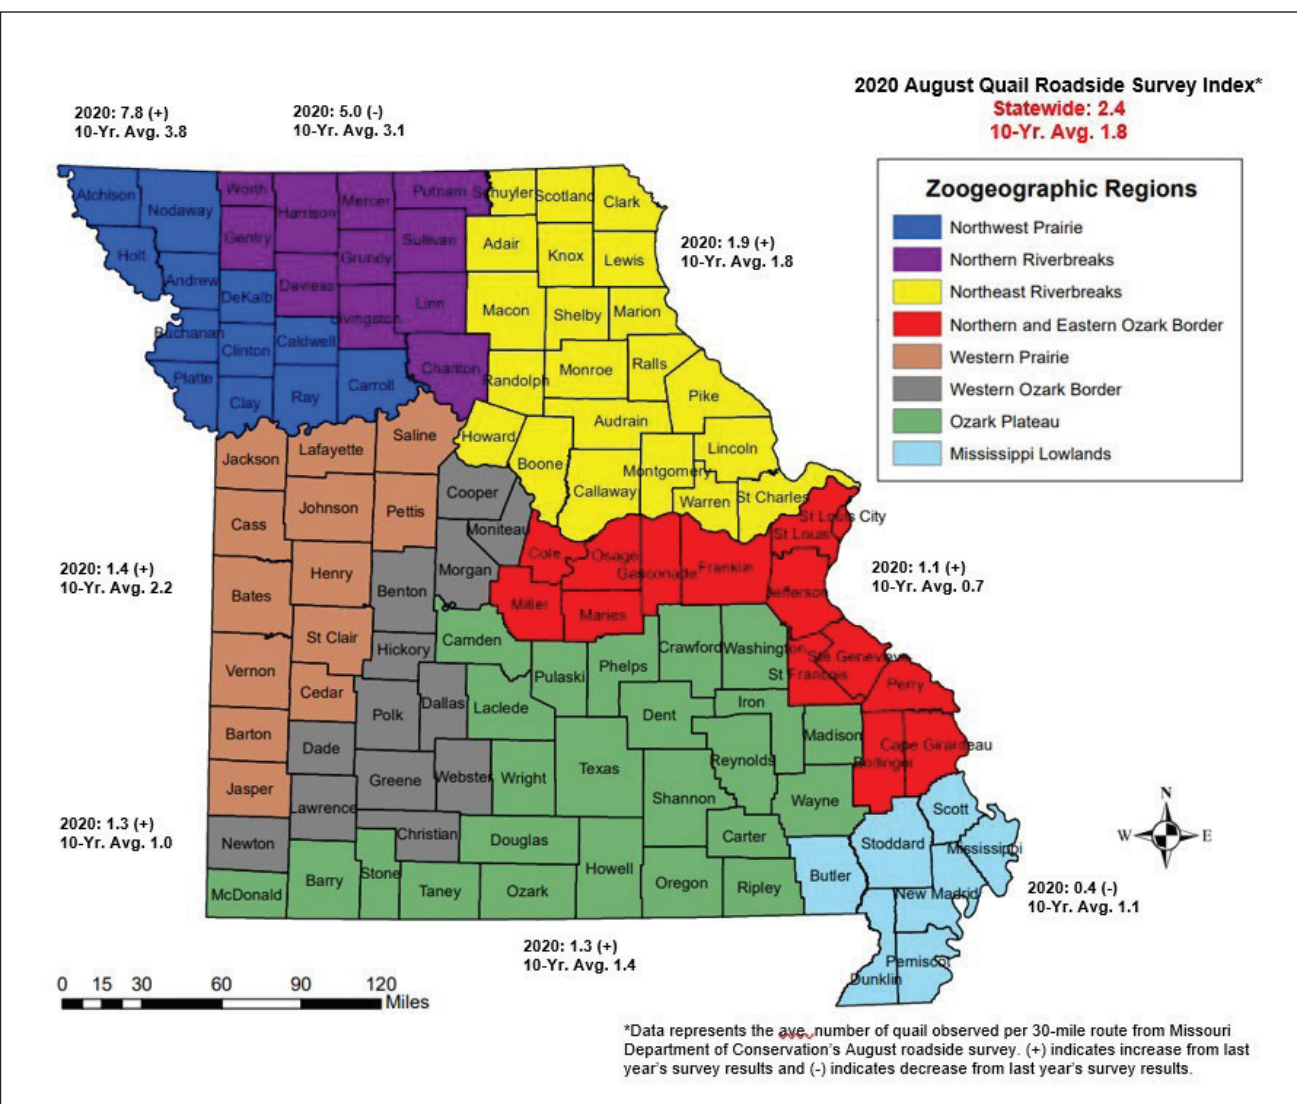 2020 August Quail Roadside Survey Index*
Statewide: 2.4
10-Yr. Avg. 1.8
2020: 7.8 (+)
10-Yr. Avg. 3.8
2020: 5.0 (-)
10-Yr. Avg. 3.1
2020: 1.9 (+)
10-Yr. Avg. 1.8
Zoogeographic Regions
Northwest Prairie
Northern Riverbreaks
Northeast Riverbreaks
Northern and Eastern Ozark Border
Western Prairie
Western Ozark Border
Ozark Plateau
Mississippi Lowlands
Atchison
Nodaway
Worth
Harrison
Mercer
Putnam
Schuyler
Scotland
Clark
Holt
Andrew
Gentry
DeKalb
Daviess
Grundy
Sullivan
Adair
Knox
Lewis
Buchanan
Clinton
Caldwell
Livingston
Linn
Macon
Shelby
Marion
Platte
Clay
Ray
Carroll
Chariton
Randolph
Monroe
Ralls
Pike
Jackson
Lafayette
Saline
Howard
Boone
Audrain
Callaway
Montgomery
Lincoln
Warren
St Charles
Cass
Johnson
Pettis
Cooper
Moniteau
Cole
Osage
Gasconade
Franklin
St Louis
St Louis City
Jefferson
Bates
Henry
Benton
Morgan
Miller
Maries
Vernon
St Clair
Hickory
Camden
Pulaski
Phelps
Crawford
Washington
St Francois
Ste Genevieve
Perry
Barton
Cedar
Polk
Dallas
Laclede
Dent
Iron
Madison
Cape Girardeau
Bollinger
Jasper
Dade
Greene
Webster
Wright
Texas
Shannon
Reynolds
Wayne
Newton
Lawrence
Christian
Douglas
Howell
Carter
Butler
Stoddard
Scott
Mississippi
McDonald
Barry
Stone
Taney
Ozark
Oregon
Ripley
New Madrid
Pemiscot
Dunklin
2020: 1.4 (+)
10-Yr. Avg. 2.2
2020: 1.1 (+)
10-Yr. Avg. 0.7
2020: 1.3 (+)
10-Yr. Avg. 1.0
2020: 0.4 (-)
10-Yr. Avg. 1.1
2020: 1.3 (+)
10-Yr. Avg. 1.4
N
W
E
S
0 15 30 60 90 120
Miles
*Data represents the ave. number of quail observed per 30-mile route from Missouri
Department of Conservation's August roadside survey. (+) indicates increase from last
year's survey results and (-) indicates decrease from last year's survey results.